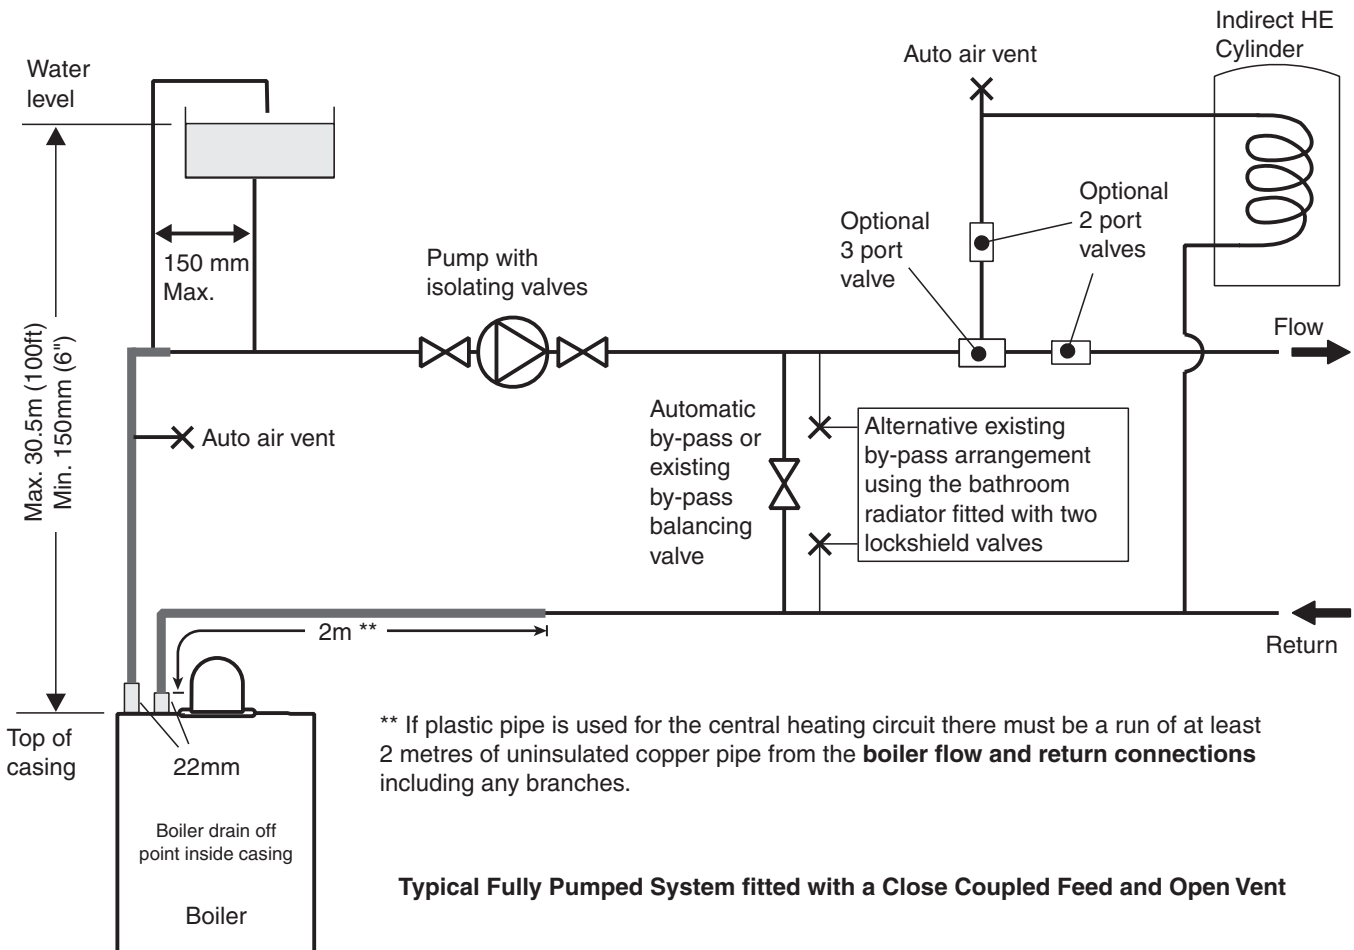 Indirect HE
Cylinder
Auto air vent
Water
level
Optional
2 port
valves
Optional
3 port
valve
150 mm
Max.
Pump with
isolating valves
Flow
Max. 30.5m (100ft)
Min. 150mm (6")
Auto air vent
Automatic
by-pass or
existing
by-pass
balancing
valve
Alternative existing
by-pass arrangement
using the bathroom
radiator fitted with two
lockshield valves
2m **
Return
Top of
casing
22mm
** If plastic pipe is used for the central heating circuit there must be a run of at least
2 metres of uninsulated copper pipe from the boiler flow and return connections
including any branches.
Boiler drain off
point inside casing
Boiler
Typical Fully Pumped System fitted with a Close Coupled Feed and Open Vent